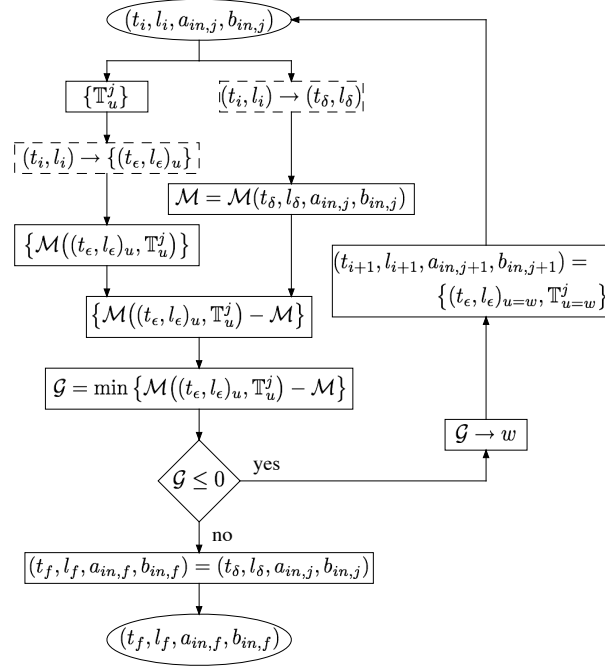 (t_i, l_i, a_{in,j}, b_{in,j})
{𝕋_u^j}
(t_i, l_i) → (t_δ, l_δ)
(t_i, l_i) → {(t_ϵ, l_ϵ)_u}
ℳ = ℳ(t_δ, l_δ, a_{in,j}, b_{in,j})
{ℳ((t_ϵ, l_ϵ)_u, 𝕋_u^j)}
(t_{i+1}, l_{i+1}, a_{in,j+1}, b_{in,j+1}) =
{(t_ϵ, l_ϵ)_{u=w}, 𝕋_{u=w}^j}
{ℳ((t_ϵ, l_ϵ)_u, 𝕋_u^j) − ℳ}
𝒢 = min {ℳ((t_ϵ, l_ϵ)_u, 𝕋_u^j) − ℳ}
𝒢 → w
𝒢 ≤ 0
yes
no
(t_f, l_f, a_{in,f}, b_{in,f}) = (t_δ, l_δ, a_{in,j}, b_{in,j})
(t_f, l_f, a_{in,f}, b_{in,f})